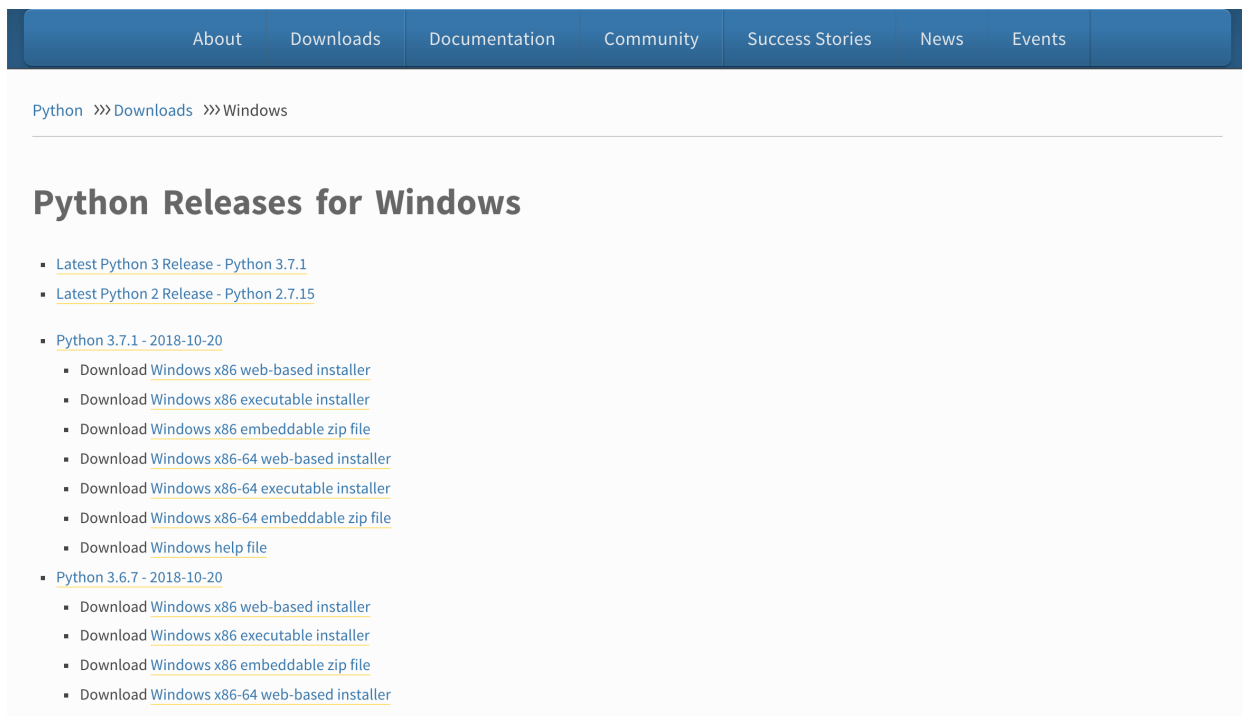 About Downloads Documentation Community Success Stories News Events
Python >>> Downloads >>> Windows
Python Releases for Windows
Latest Python 3 Release - Python 3.7.1
Latest Python 2 Release - Python 2.7.15
Python 3.7.1 - 2018-10-20
Download Windows x86 web-based installer
Download Windows x86 executable installer
Download Windows x86 embeddable zip file
Download Windows x86-64 web-based installer
Download Windows x86-64 executable installer
Download Windows x86-64 embeddable zip file
Download Windows help file
Python 3.6.7 - 2018-10-20
Download Windows x86 web-based installer
Download Windows x86 executable installer
Download Windows x86 embeddable zip file
Download Windows x86-64 web-based installer